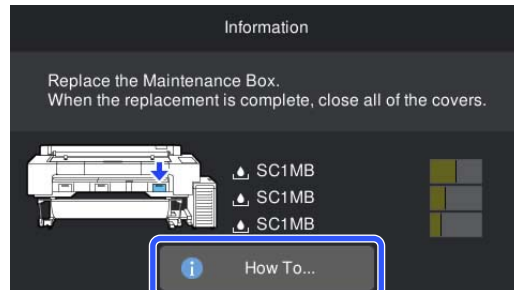 Information
Replace the Maintenance Box.
When the replacement is complete, close all of the covers.
SC1MB
SC1MB
SC1MB
How To...